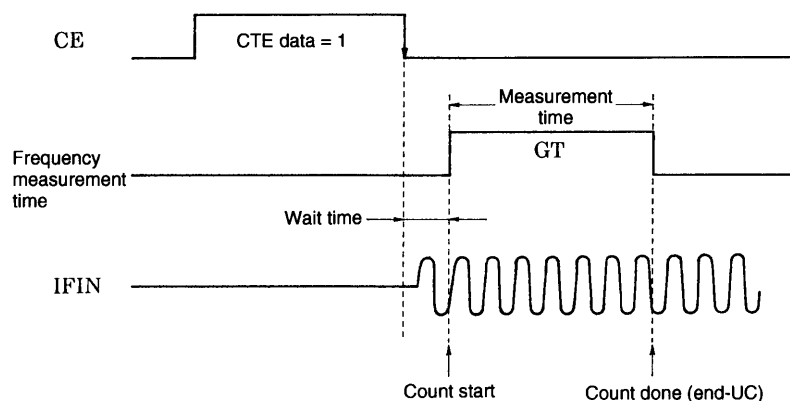 CE
CTE data = 1
Measurement
time
GT
Frequency
measurement
time
Wait time
IFIN
Count start
Count done (end-UC)